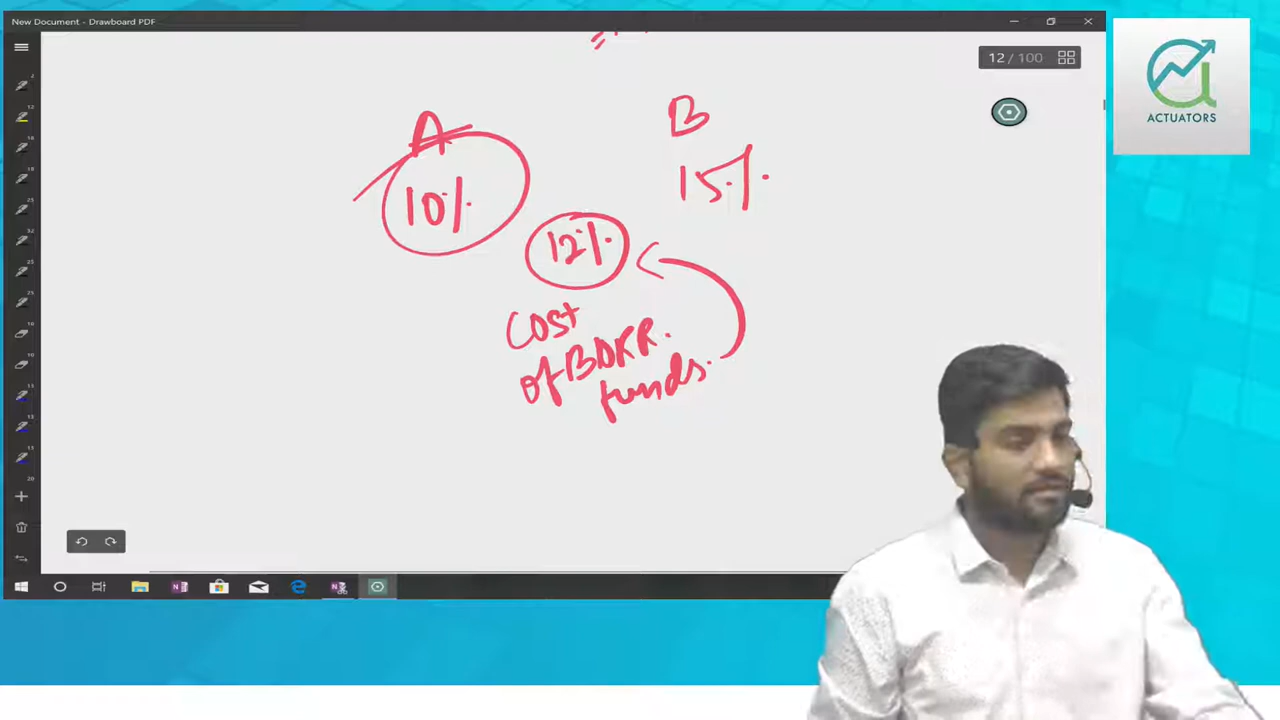 New Document - Drawboard PDF
12 / 100
ACTUATORS
A
B
10%
15%.
12%.
Cost
of BORR.
funds.